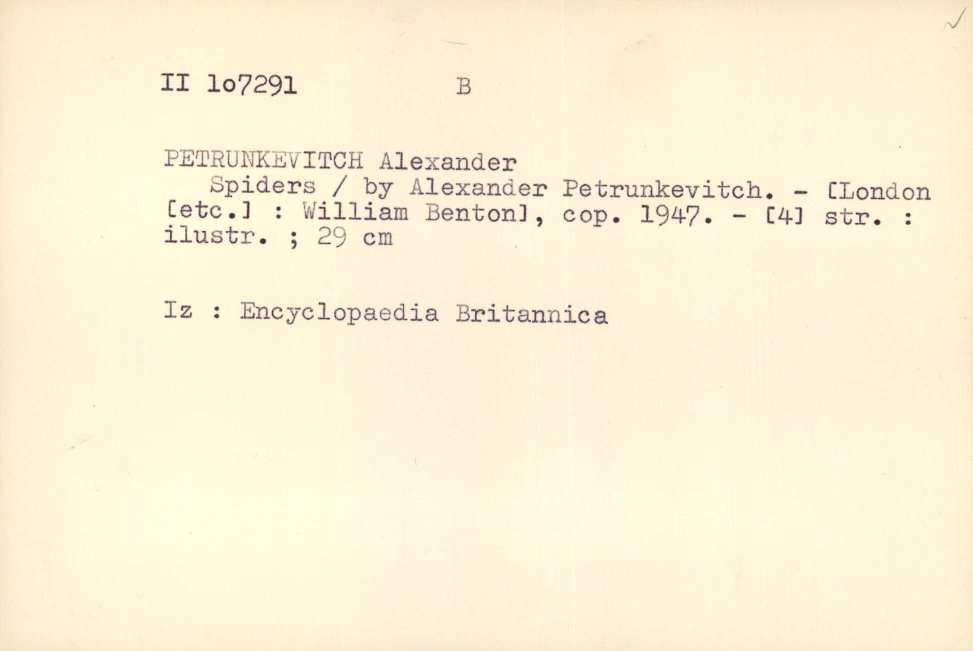 II lo7291 B
PETRUNKEVITCH Alexander
Spiders / by Alexander Petrunkevitch. - [London
[etc.] : William Benton], cop. 1947. - [4] str. :
ilustr. ; 29 cm
Iz : Encyclopaedia Britannica